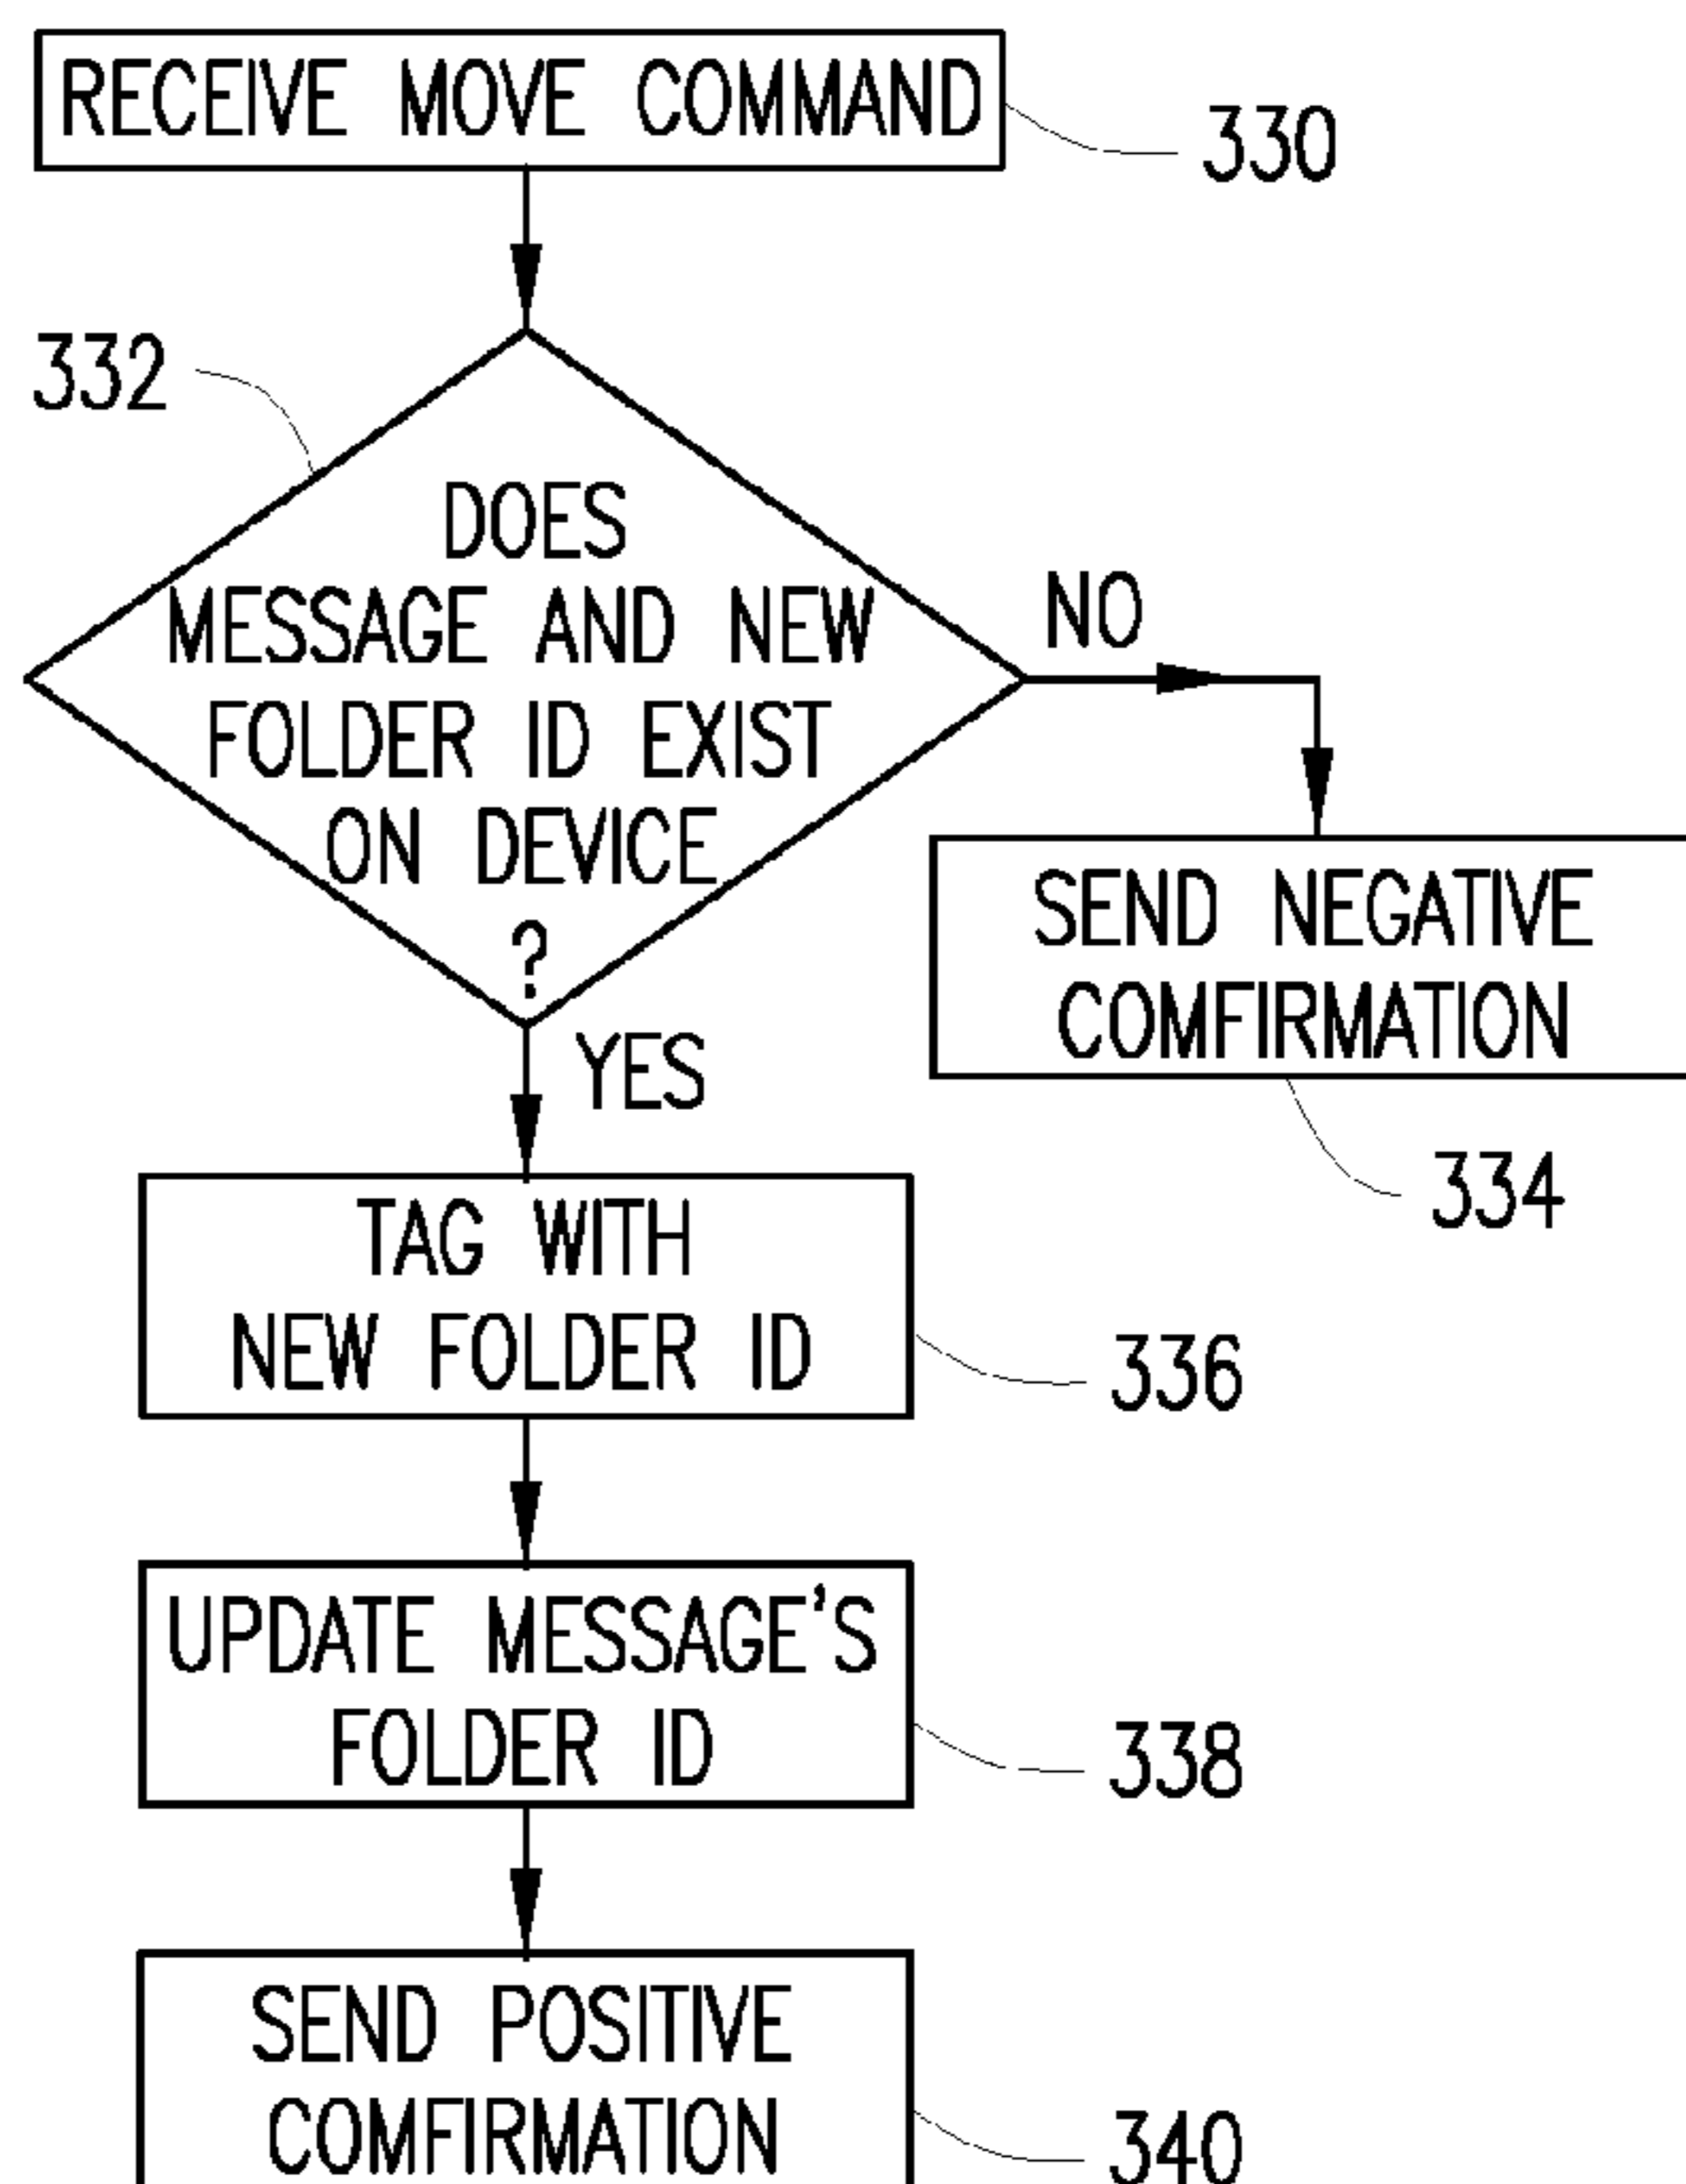 RECEIVE MOVE COMMAND
330
332
DOES
MESSAGE AND NEW
FOLDER ID EXIST
ON DEVICE
?
NO
SEND NEGATIVE
COMFIRMATION
334
YES
TAG WITH
NEW FOLDER ID
336
UPDATE MESSAGE'S
FOLDER ID
338
SEND POSITIVE
COMFIRMATION
340